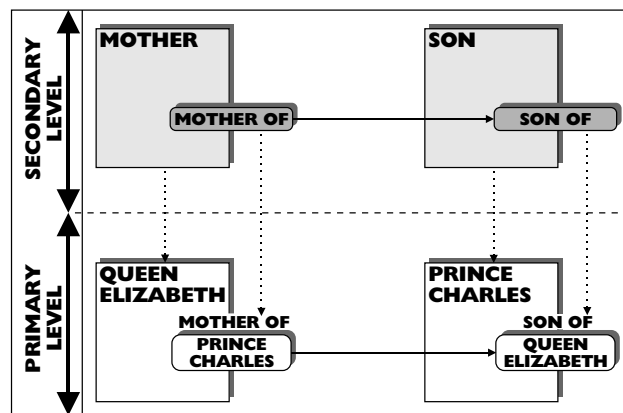 SECONDARY
LEVEL
MOTHER
SON
MOTHER OF
SON OF
PRIMARY
LEVEL
QUEEN
ELIZABETH
PRINCE
CHARLES
MOTHER OF
PRINCE
CHARLES
SON OF
QUEEN
ELIZABETH